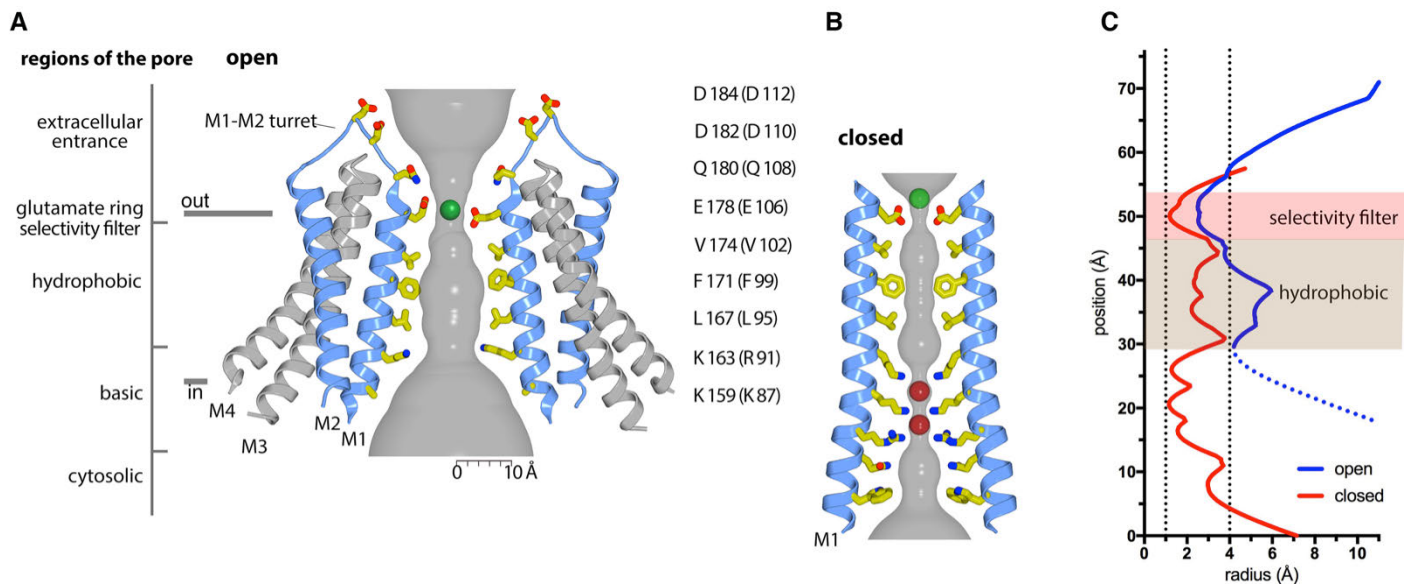 A
regions of the pore
open
extracellular
entrance
M1-M2 turret
out
glutamate ring
selectivity filter
hydrophobic
basic
in
cytosolic
M4
M3
M2
M1
0 10 Å
D 184 (D 112)
D 182 (D 110)
Q 180 (Q 108)
E 178 (E 106)
V 174 (V 102)
F 171 (F 99)
L 167 (L 95)
K 163 (R 91)
K 159 (K 87)
B
closed
M1
C
position (Å)
70
60
50
40
30
20
10
0
selectivity filter
hydrophobic
open
closed
0 2 4 6 8 10
radius (Å)